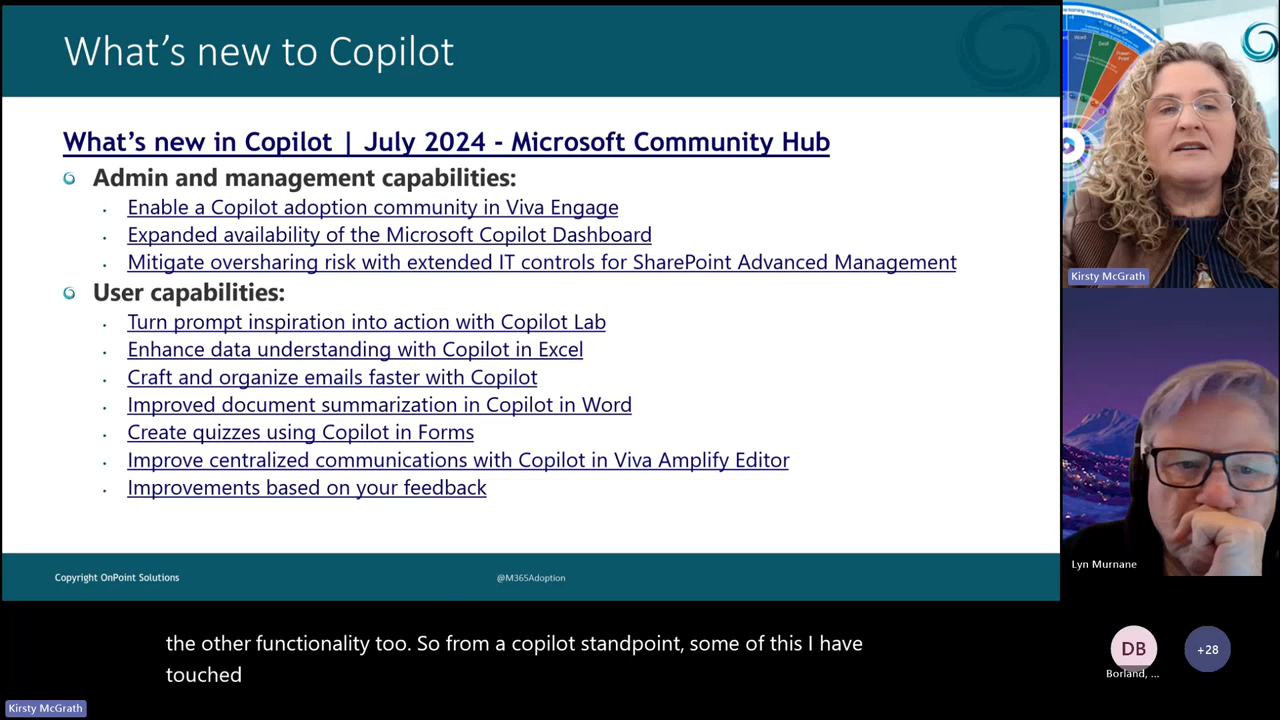 What's new to Copilot
What's new in Copilot | July 2024 - Microsoft Community Hub
Admin and management capabilities:
Enable a Copilot adoption community in Viva Engage
Expanded availability of the Microsoft Copilot Dashboard
Mitigate oversharing risk with extended IT controls for SharePoint Advanced Management
User capabilities:
Turn prompt inspiration into action with Copilot Lab
Enhance data understanding with Copilot in Excel
Craft and organize emails faster with Copilot
Improved document summarization in Copilot in Word
Create quizzes using Copilot in Forms
Improve centralized communications with Copilot in Viva Amplify Editor
Improvements based on your feedback
Copyright OnPoint Solutions
@M365Adoption
Word
Excel
Kirsty McGrath
Lyn Murnane
DB
+28
Borland, ...
the other functionality too. So from a copilot standpoint, some of this I have
touched
Kirsty McGrath